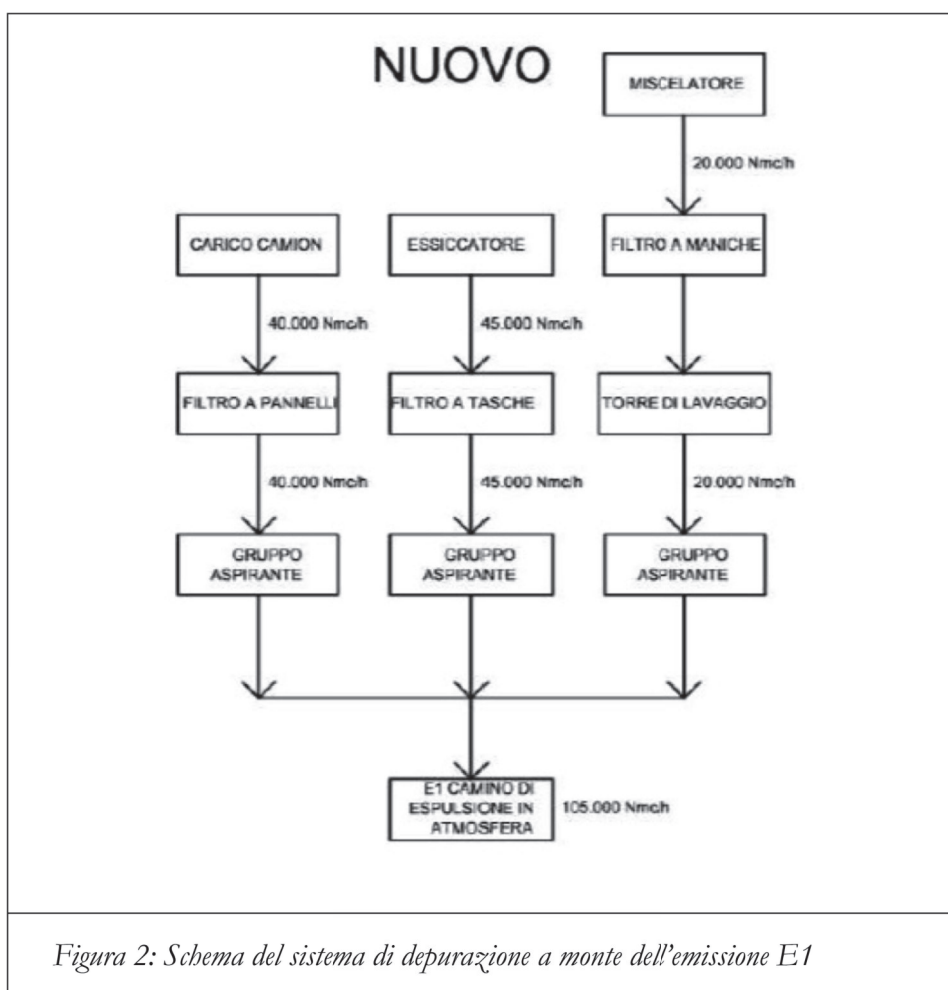 NUOVO
MISCELATORE
20.000 Nmc/h
CARICO CAMION
ESSICCATORE
FILTRO A MANICHE
40.000 Nmc/h
45.000 Nmc/h
FILTRO A PANNELLI
FILTRO A TASCHE
TORRE DI LAVAGGIO
40.000 Nmc/h
45.000 Nmc/h
20.000 Nmc/h
GRUPPO
ASPIRANTE
GRUPPO
ASPIRANTE
GRUPPO
ASPIRANTE
E1 CAMINO DI
ESPULSIONE IN
ATMOSFERA
105.000 Nmc/h
Figura 2: Schema del sistema di depurazione a monte dell'emissione E1